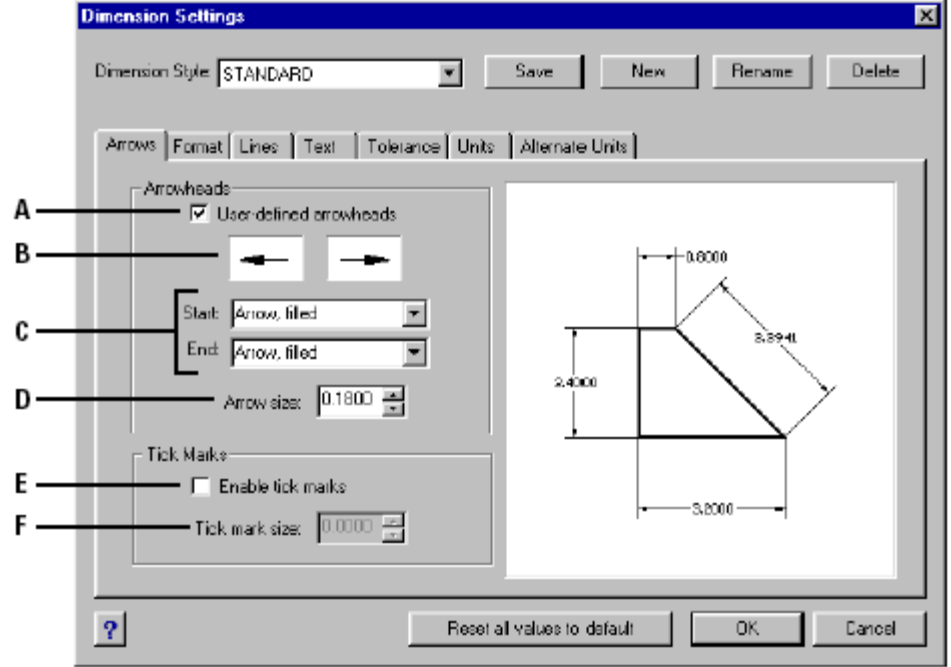 Dimension Settings
Dimension Style: STANDARD Save New Rename Delete
Arrows Format Lines Text Tolerance Units Alternate Units
Arrowheads
A User-defined arrowheads
B
C Start: Arrow, filled
End: Arrow, filled
D Arrow size: 0.1800
Tick Marks
E Enable tick marks
F Tick mark size: 0.0000
0.8000
3.3941
2.4000
3.2000
? Reset all values to default OK Cancel